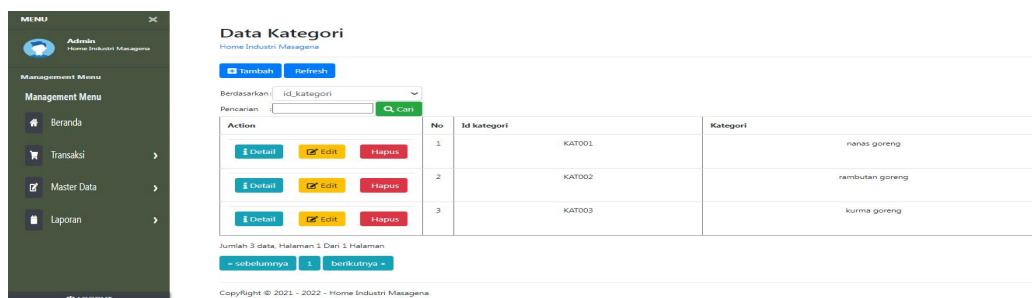 MENU
Admin
Home Industri Masagena
Management Menu
Management Menu
Beranda
Transaksi
Master Data
Laporan
Data Kategori
Home Industri Masagena
Tambah Refresh
Berdasarkan: id_kategori
Pencarian : Cari
Action No Id kategori Kategori
Detail Edit Hapus 1 KAT001 nanas goreng
Detail Edit Hapus 2 KAT002 rambutan goreng
Detail Edit Hapus 3 KAT003 kurma goreng
Jumlah 3 data, Halaman 1 Dari 1 Halaman
« sebelumnya 1 berikutnya »
CopyRight © 2021 - 2022 - Home Industri Masagena